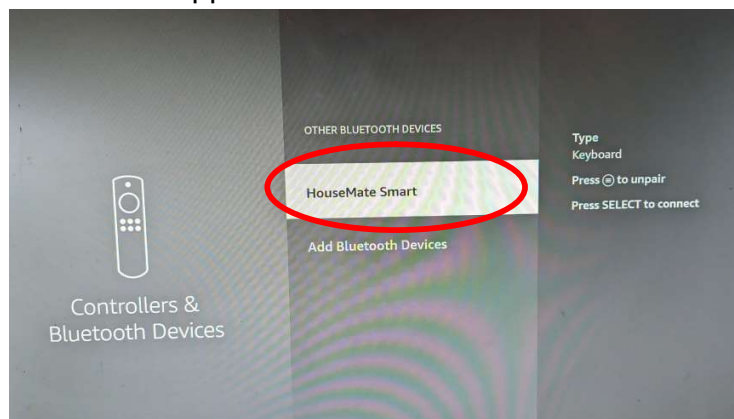 Controllers &
Bluetooth Devices
OTHER BLUETOOTH DEVICES
HouseMate Smart
Add Bluetooth Devices
Type
Keyboard
Press to unpair
Press SELECT to connect